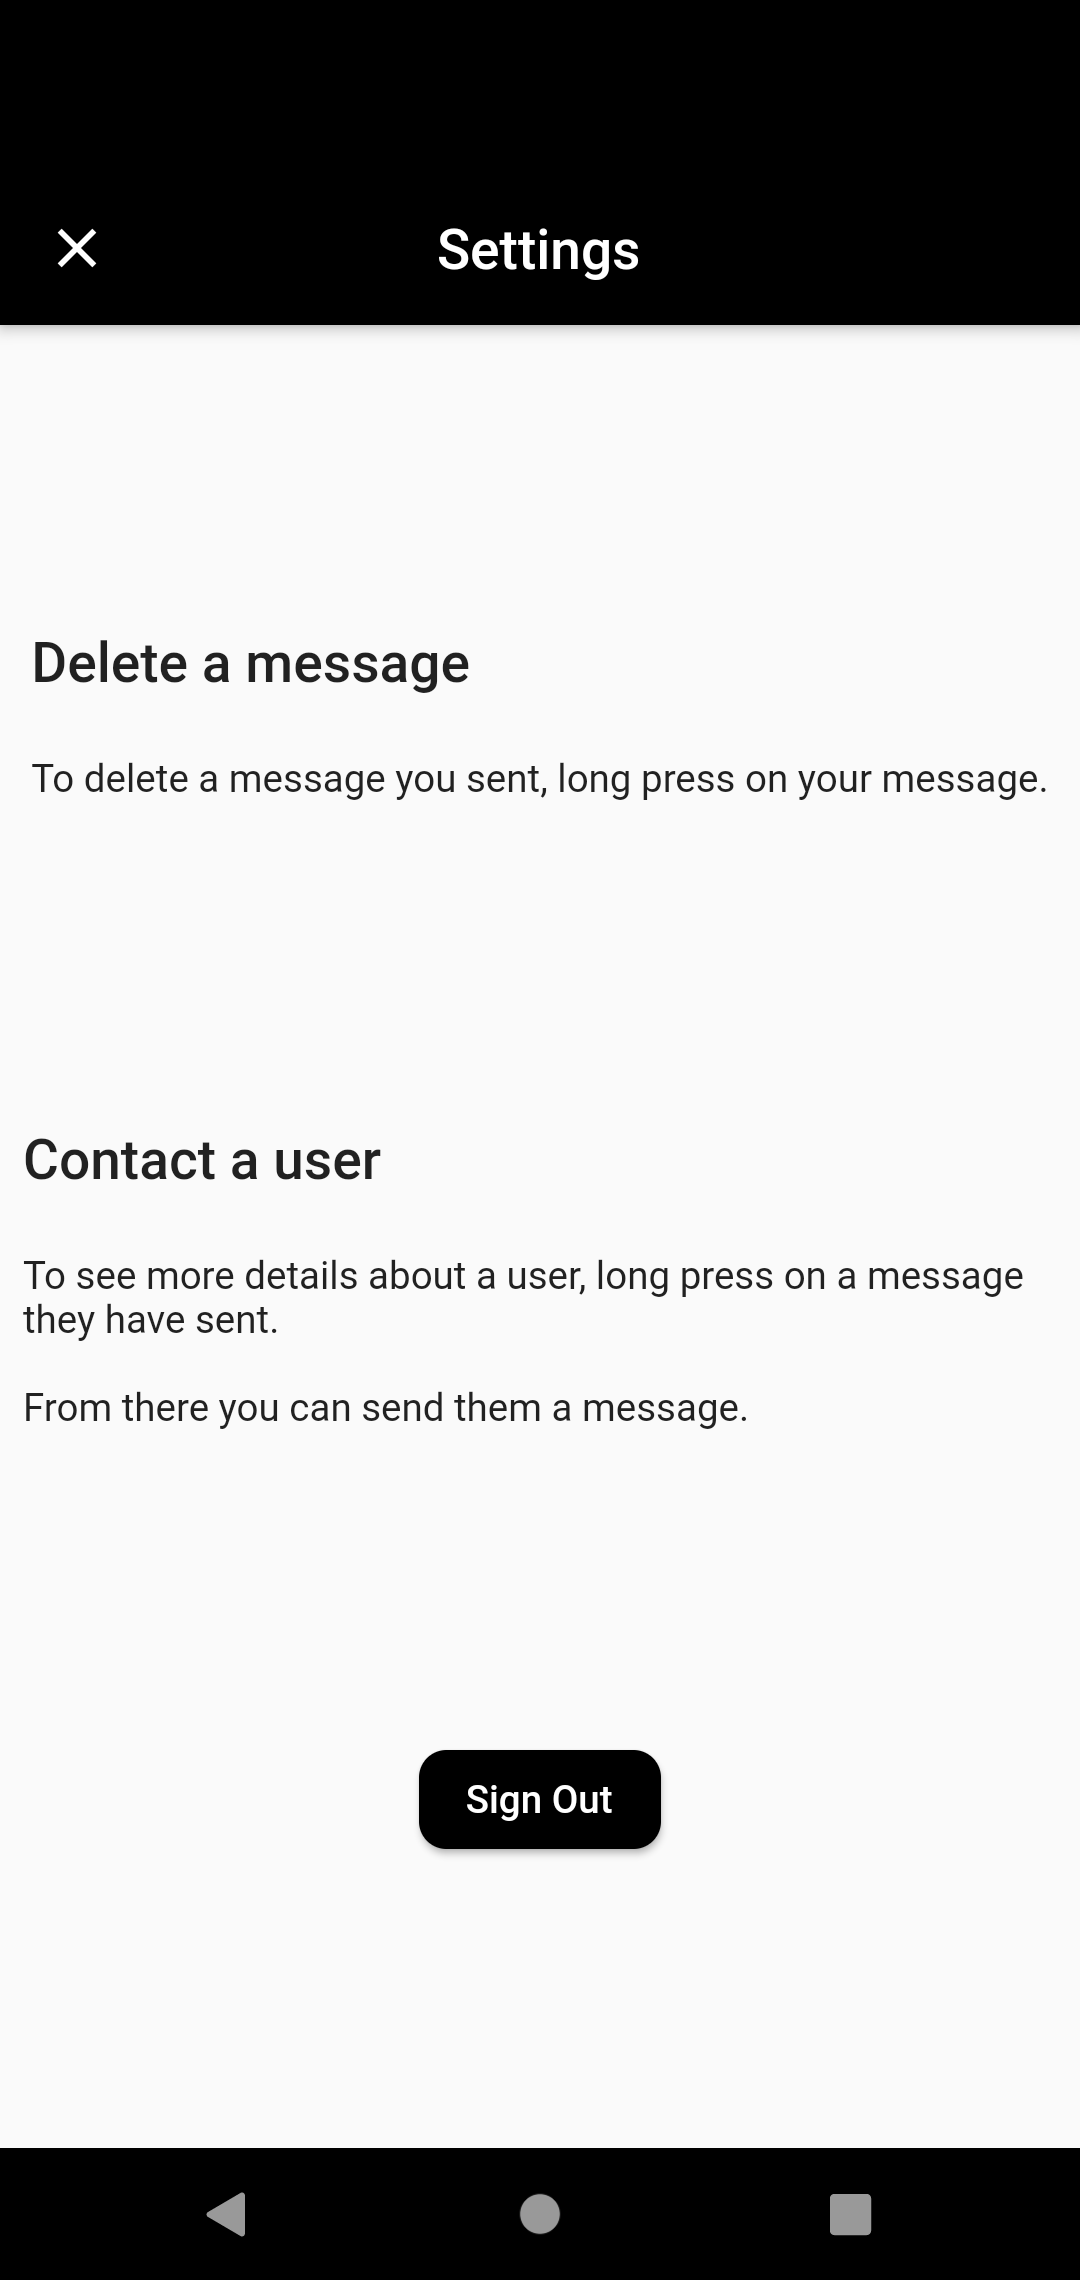 Settings
Delete a message
To delete a message you sent, long press on your message.
Contact a user
To see more details about a user, long press on a message
they have sent.
From there you can send them a message.
Sign Out